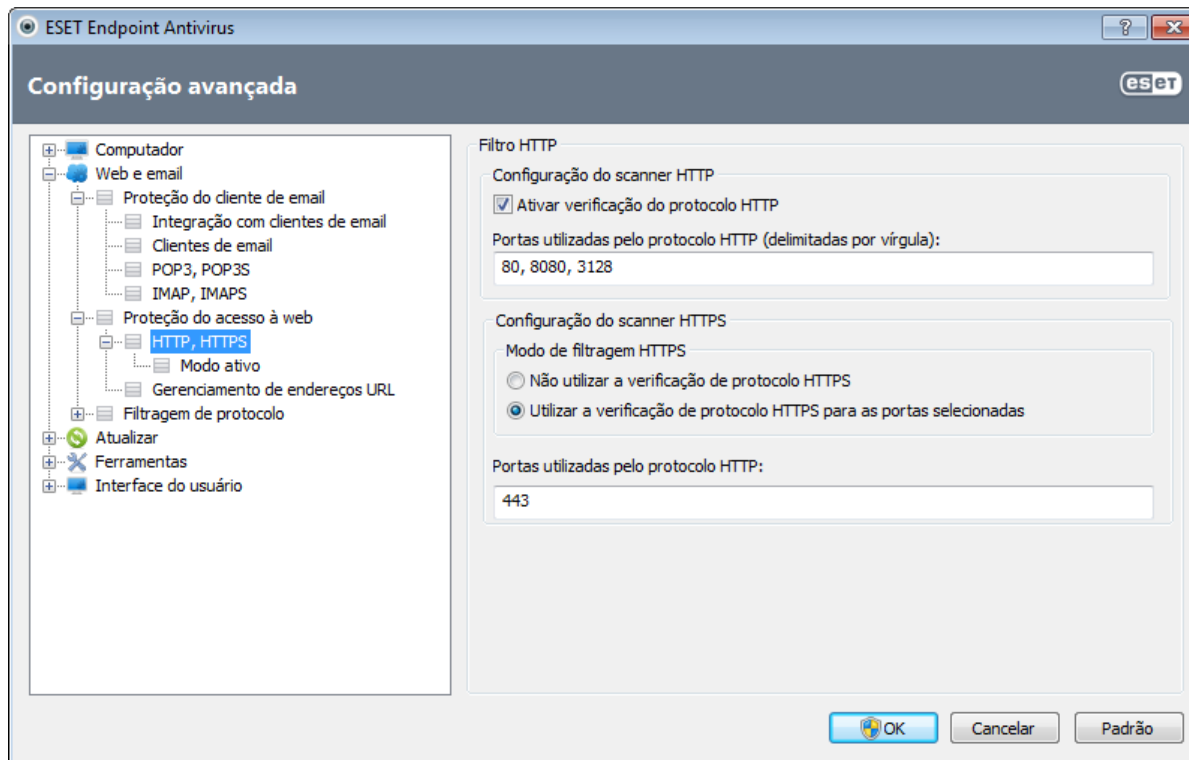 ESET Endpoint Antivirus
?
Configuração avançada
eseT
Computador
Web e email
Proteção do cliente de email
Integração com clientes de email
Clientes de email
POP3, POP3S
IMAP, IMAPS
Proteção do acesso à web
HTTP, HTTPS
Modo ativo
Gerenciamento de endereços URL
Filtragem de protocolo
Atualizar
Ferramentas
Interface do usuário
Filtro HTTP
Configuração do scanner HTTP
Ativar verificação do protocolo HTTP
Portas utilizadas pelo protocolo HTTP (delimitadas por vírgula):
80, 8080, 3128
Configuração do scanner HTTPS
Modo de filtragem HTTPS
Não utilizar a verificação de protocolo HTTPS
Utilizar a verificação de protocolo HTTPS para as portas selecionadas
Portas utilizadas pelo protocolo HTTP:
443
OK
Cancelar
Padrão